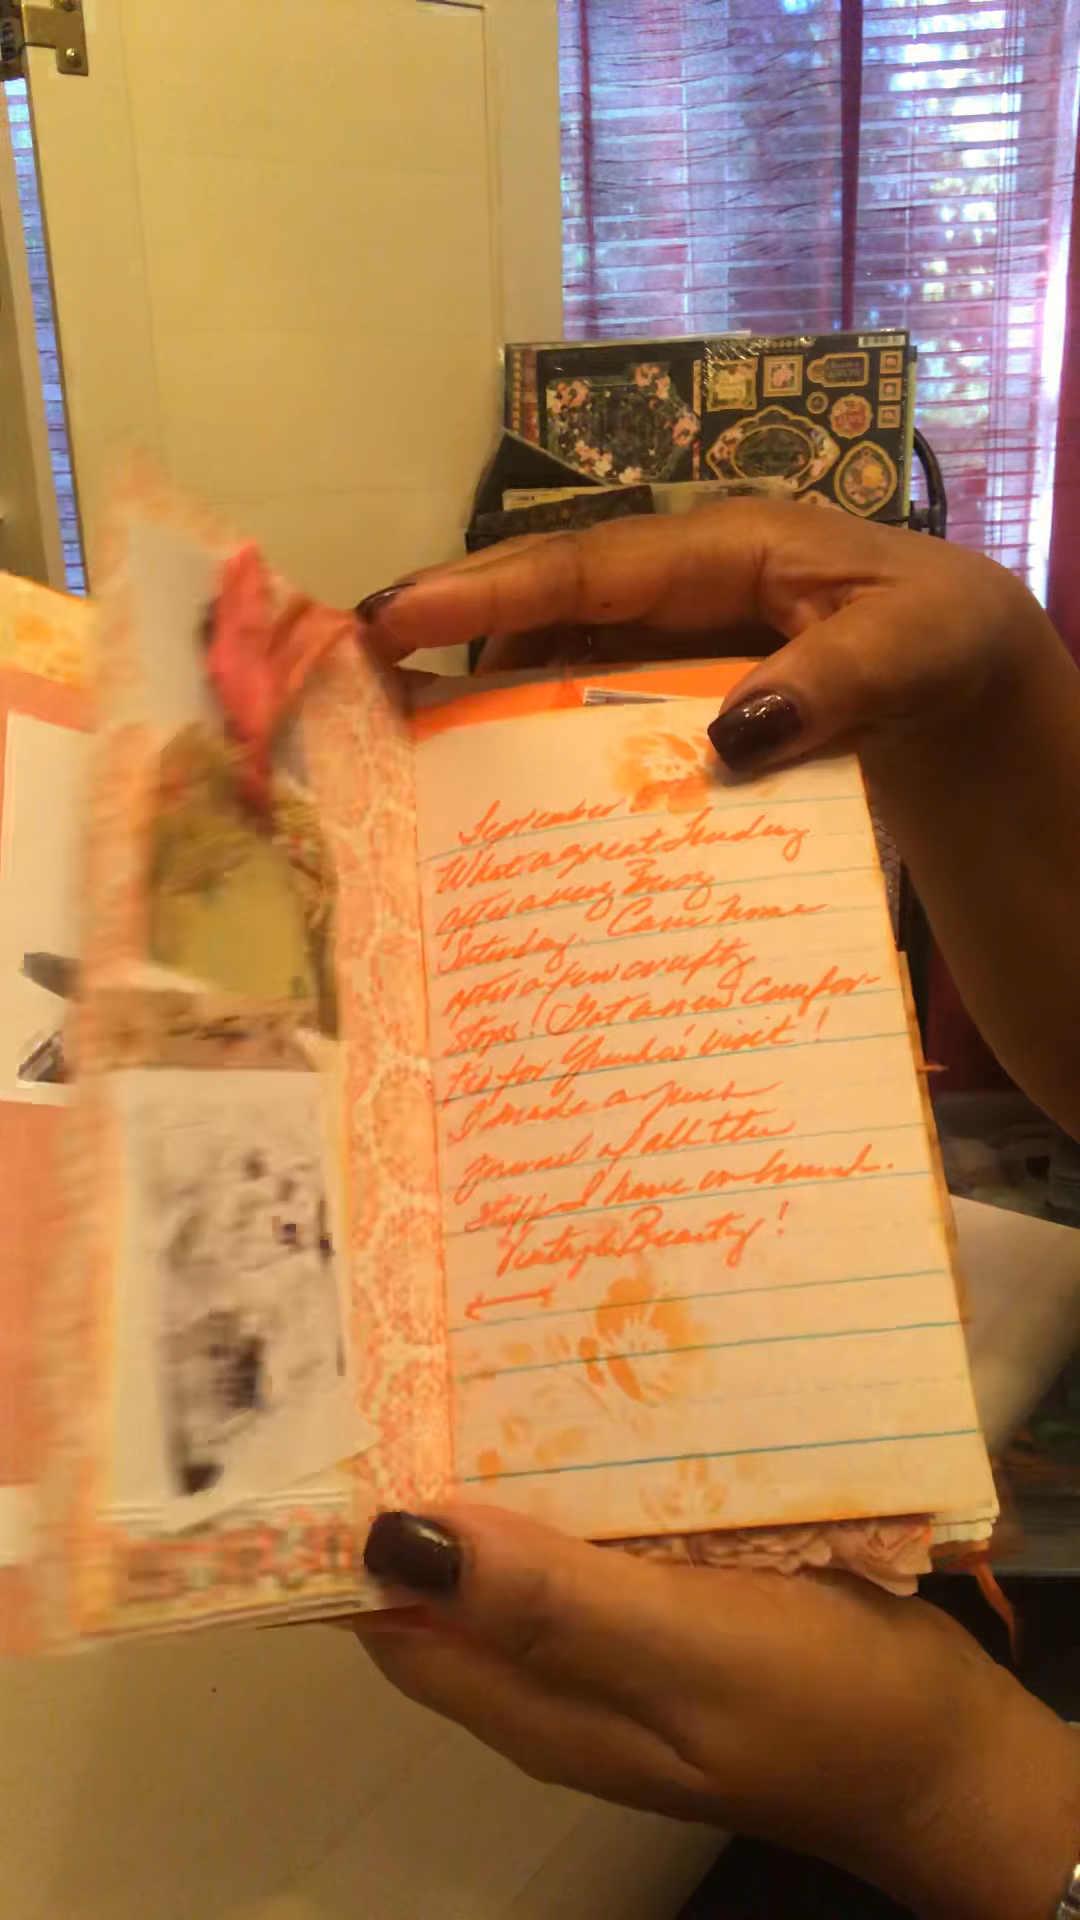 September
What a great Sunday
after a very Busy
Saturday. Came home
after a few crafty
stops! Got a new comfor-
ter for visit!
I made a junk
journal of all the
stuff I have on hand.
Vintage Beauty!